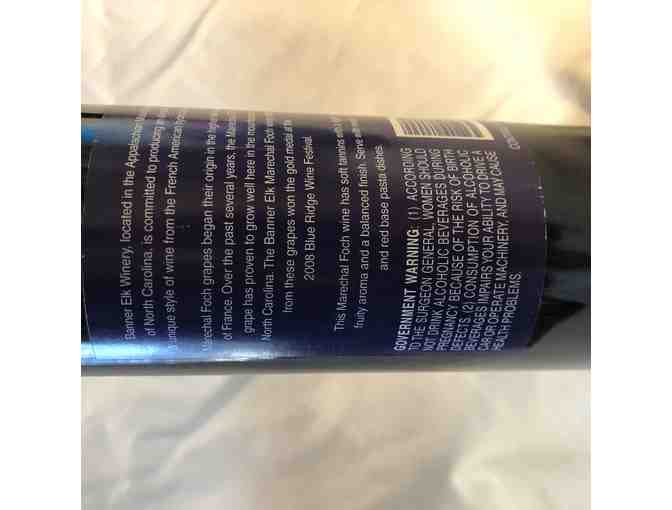 Banner Elk Winery, located in the Appalachian
of North Carolina, is committed to producing
a unique style of wine from the French American
Marechal Foch grapes began their origin in the
of France. Over the past several years, the
grape has proven to grow well here in the
North Carolina. The Banner Elk Marechal Foch
from these grapes won the gold medal at the
2008 Blue Ridge Wine Festival.
This Marechal Foch wine has soft tannins with a
fruity aroma and a balanced finish. Serve with
and red base pasta dishes.
GOVERNMENT WARNING: (1) ACCORDING
TO THE SURGEON GENERAL, WOMEN SHOULD
NOT DRINK ALCOHOLIC BEVERAGES DURING
PREGNANCY BECAUSE OF THE RISK OF BIRTH
DEFECTS. (2) CONSUMPTION OF ALCOHOLIC
BEVERAGES IMPAIRS YOUR ABILITY TO DRIVE A
CAR OR OPERATE MACHINERY, AND MAY CAUSE
HEALTH PROBLEMS.